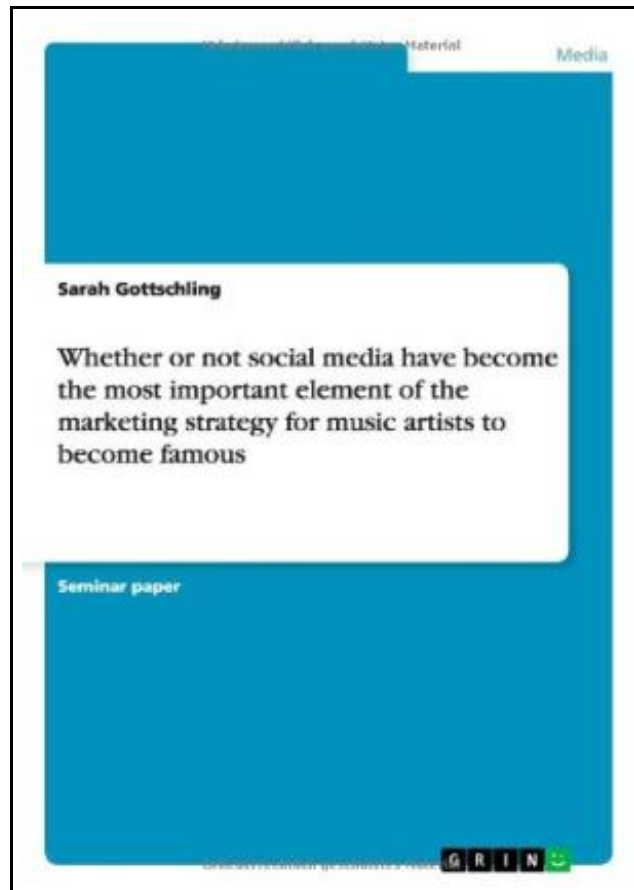 Material
Media
Sarah Gottschling
Whether or not social media have become
the most important element of the
marketing strategy for music artists to
become famous
Seminar paper
GRIN